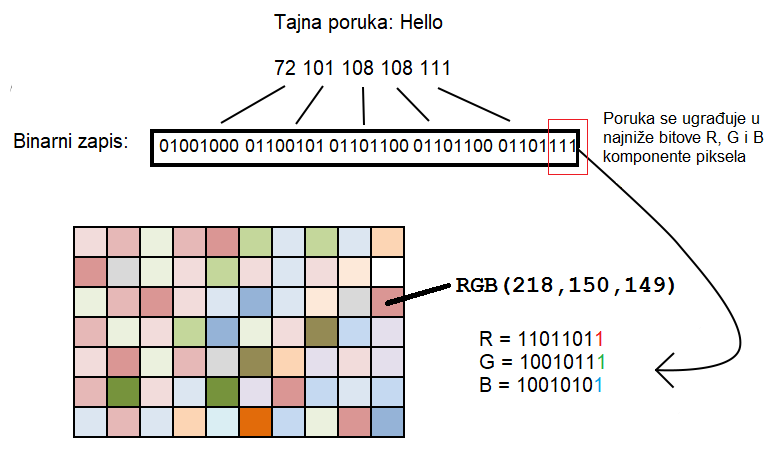 Tajna poruka: Hello
72 101 108 108 111
Binarni zapis:
01001000 01100101 01101100 01101100 01101111
Poruka se ugrađuje u
najniže bitove R, G i B
komponente piksela
RGB(218,150,149)
R = 11011011
G = 10010111
B = 10010101